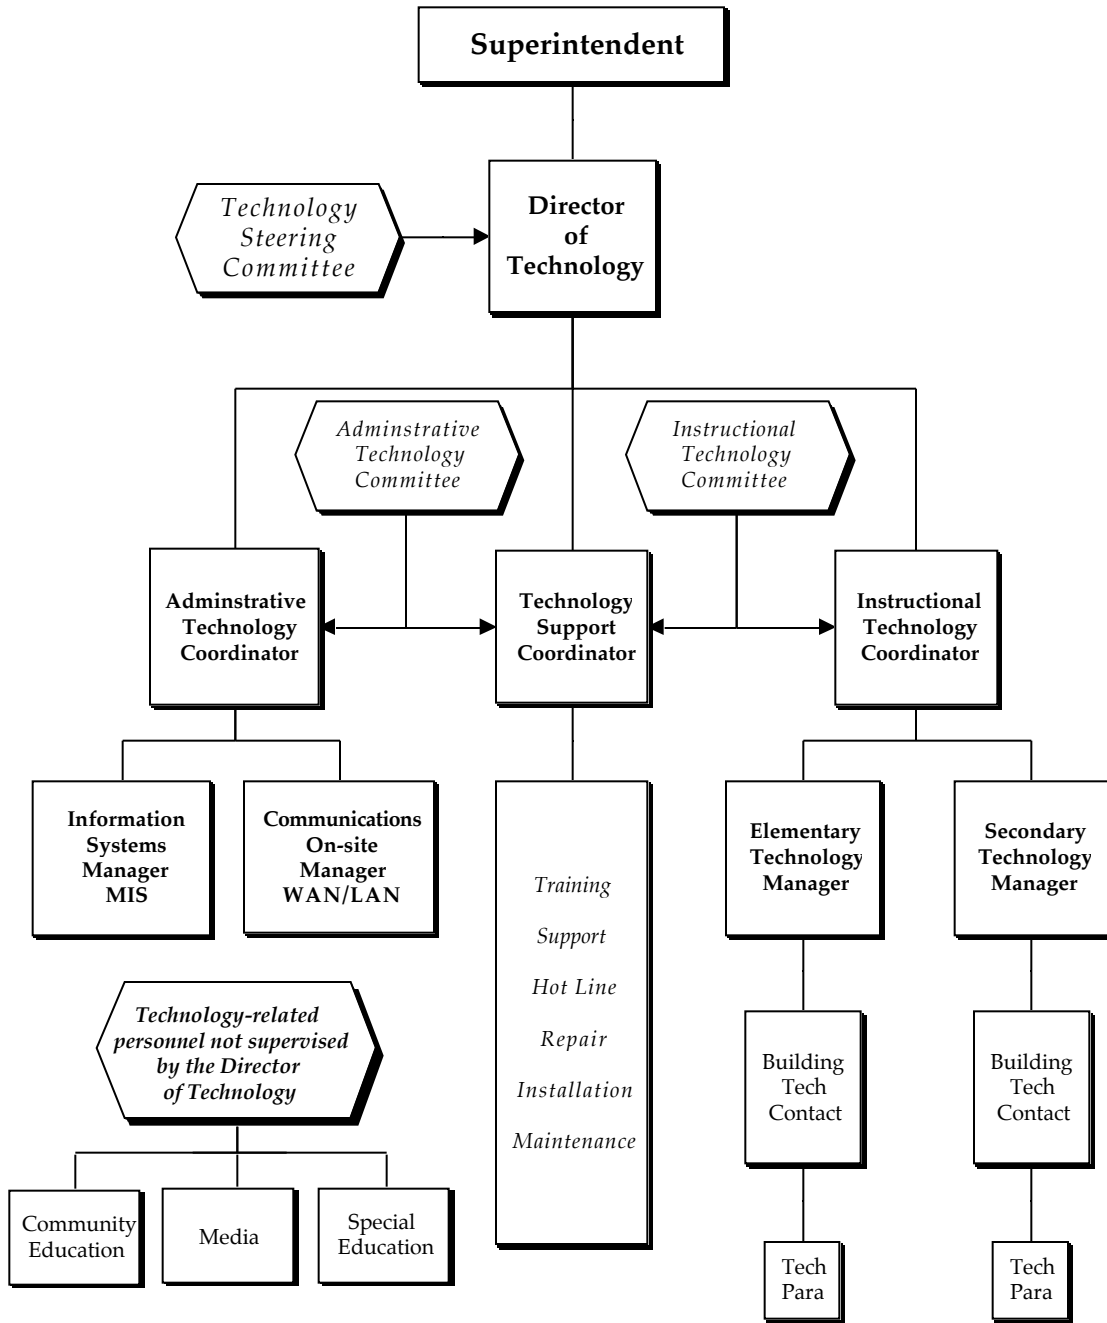 Superintendent
Technology
Steering
Committee
Director
of
Technology
Adminstrative
Technology
Committee
Instructional
Technology
Committee
Adminstrative
Technology
Coordinator
Technology
Support
Coordinator
Instructional
Technology
Coordinator
Information
Systems
Manager
MIS
Communications
On-site
Manager
WAN/LAN
Training
Support
Hot Line
Repair
Installation
Maintenance
Elementary
Technology
Manager
Secondary
Technology
Manager
Building
Tech
Contact
Building
Tech
Contact
Tech
Para
Tech
Para
Technology-related
personnel not supervised
by the Director
of Technology
Community
Education
Media
Special
Education